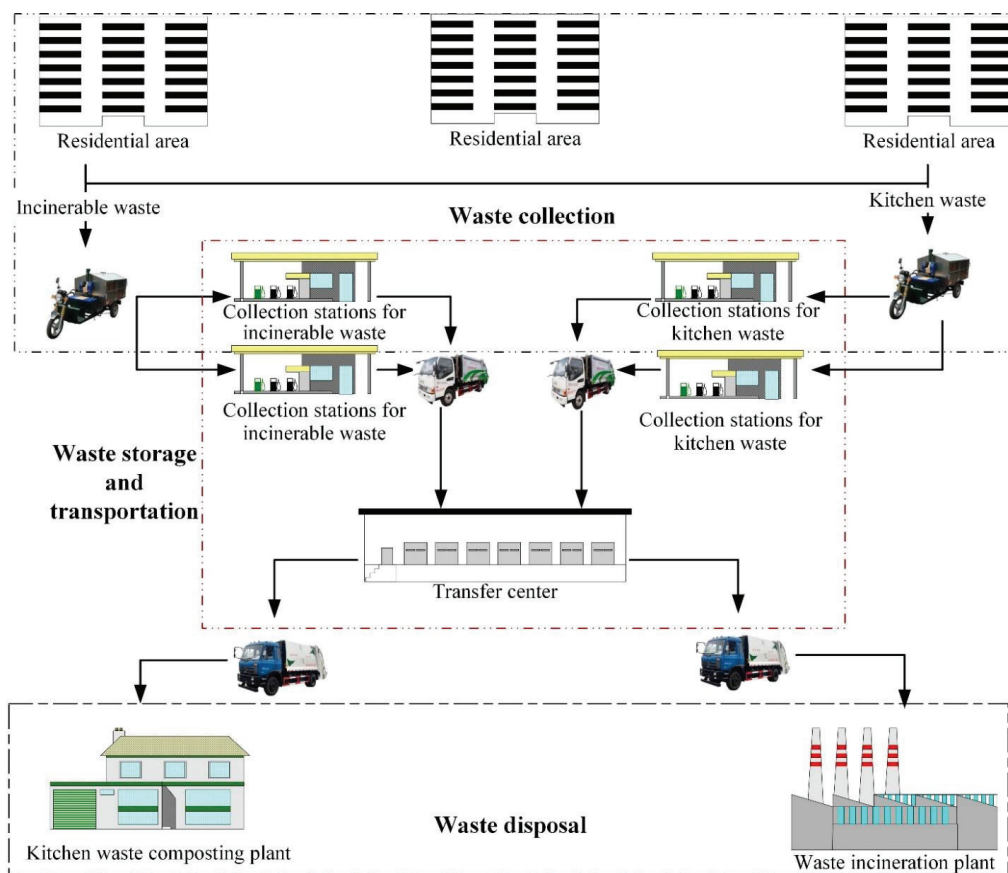 Residential area
Residential area
Residential area
Incinerable waste
Kitchen waste
Waste collection
Collection stations for
incinerable waste
Collection stations for
kitchen waste
Collection stations for
incinerable waste
Collection stations for
kitchen waste
Waste storage
and
transportation
Transfer center
Waste disposal
Kitchen waste composting plant
Waste incineration plant